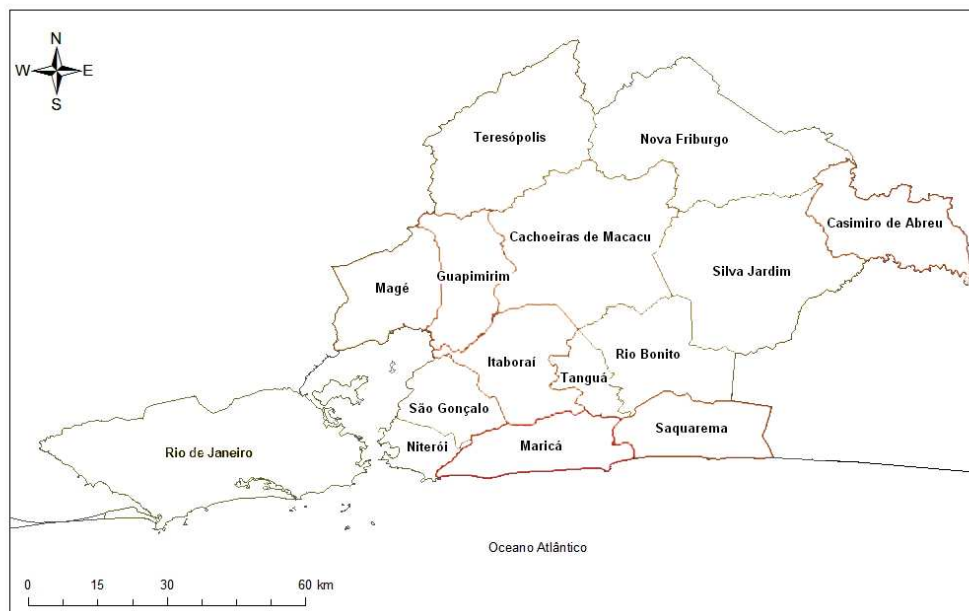 N
W E
S
Teresópolis
Nova Friburgo
Casimiro de Abreu
Cachoeiras de Macacu
Silva Jardim
Guapimirim
Magé
Rio Bonito
Itaboraí
Tanguá
São Gonçalo
Saquarema
Niterói
Maricá
Rio de Janeiro
Oceano Atlântico
0 15 30 60 km